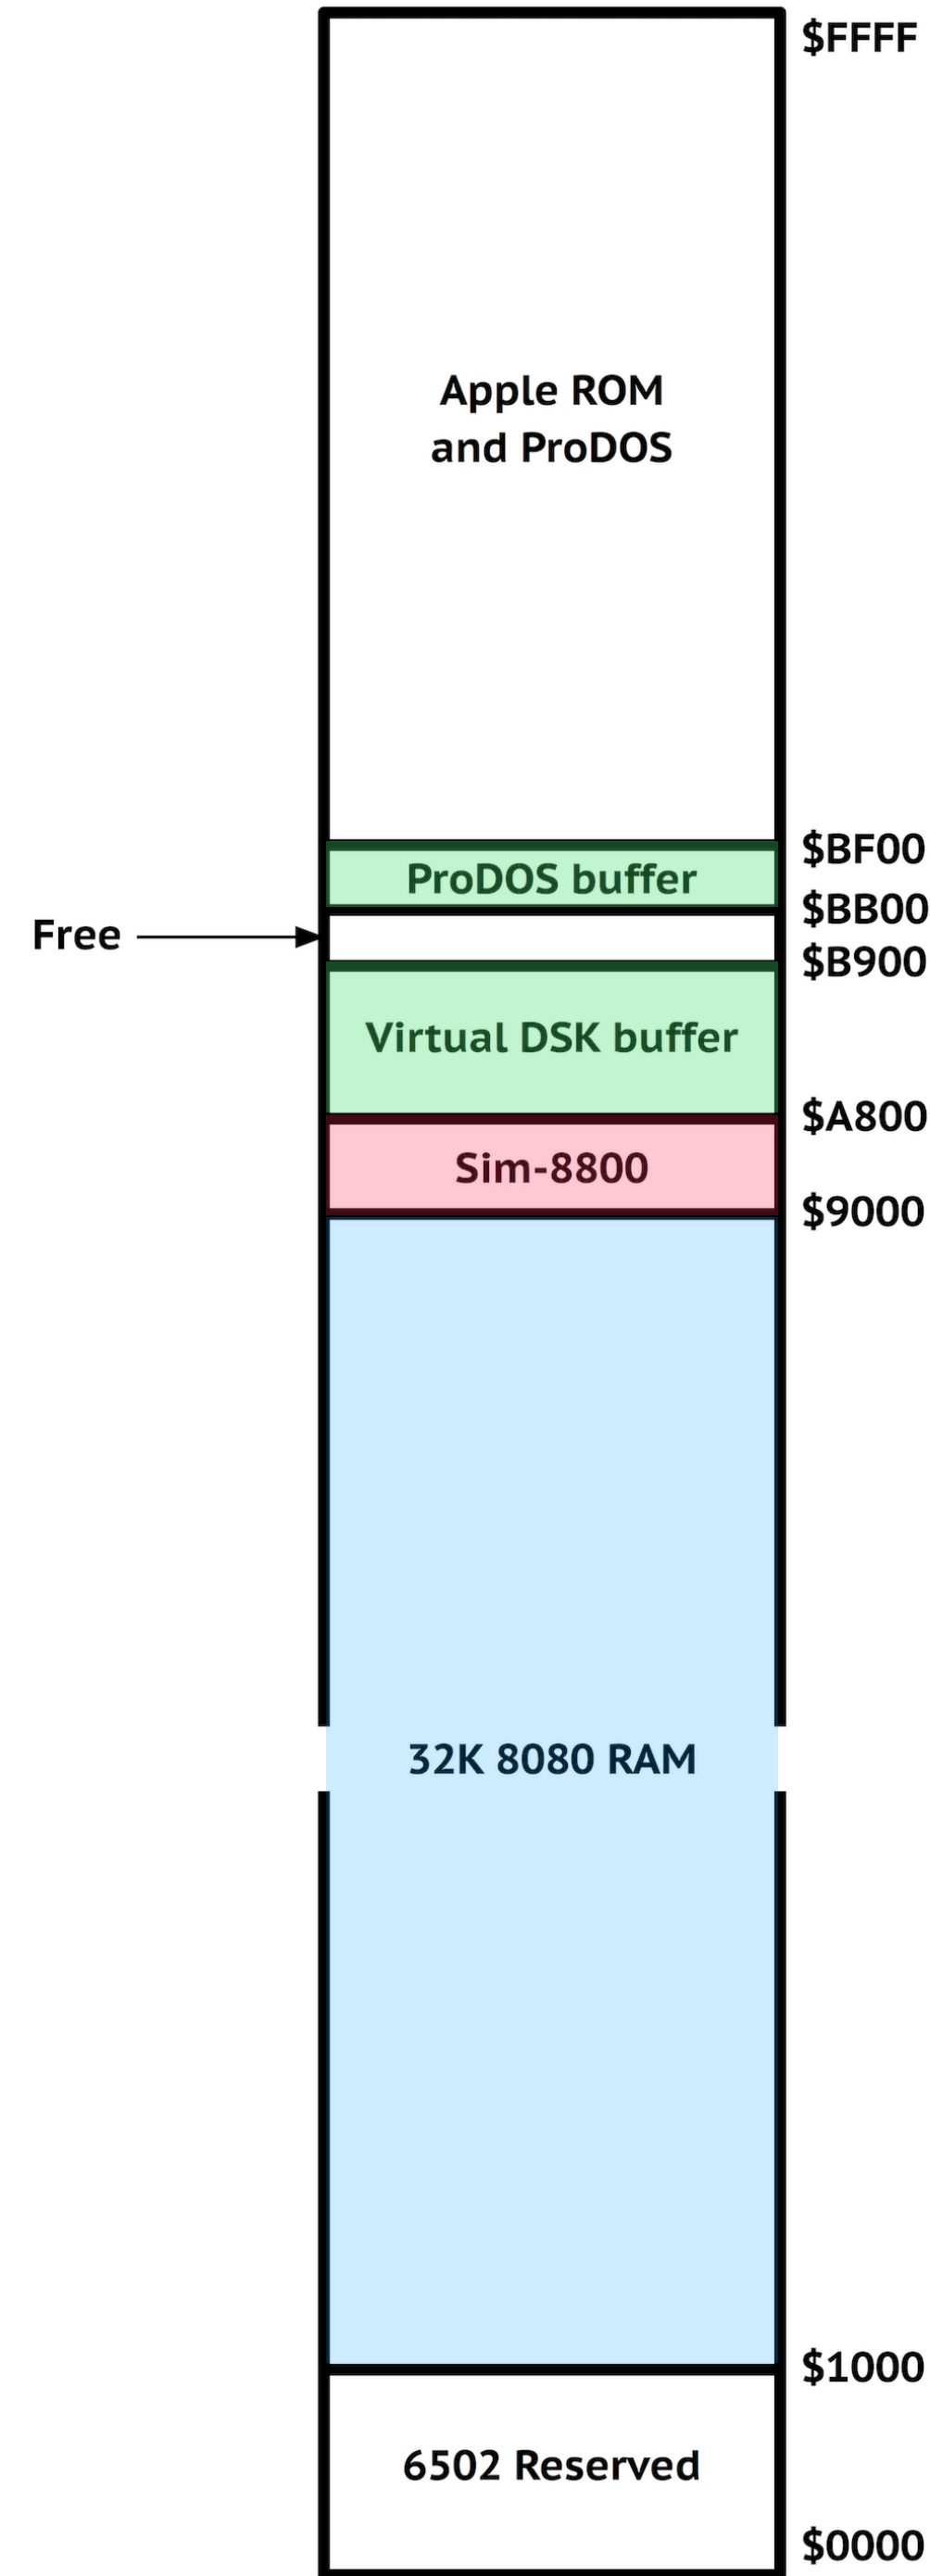 $FFFF
Apple ROM
and ProDOS
$BF00
ProDOS buffer
$BB00
Free
$B900
Virtual DSK buffer
$A800
Sim-8800
$9000
32K 8080 RAM
$1000
6502 Reserved
$0000